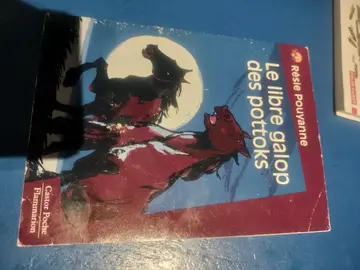 Résie Pouyanne
Le libre galop
des pottoks
Castor Poche
Flammarion